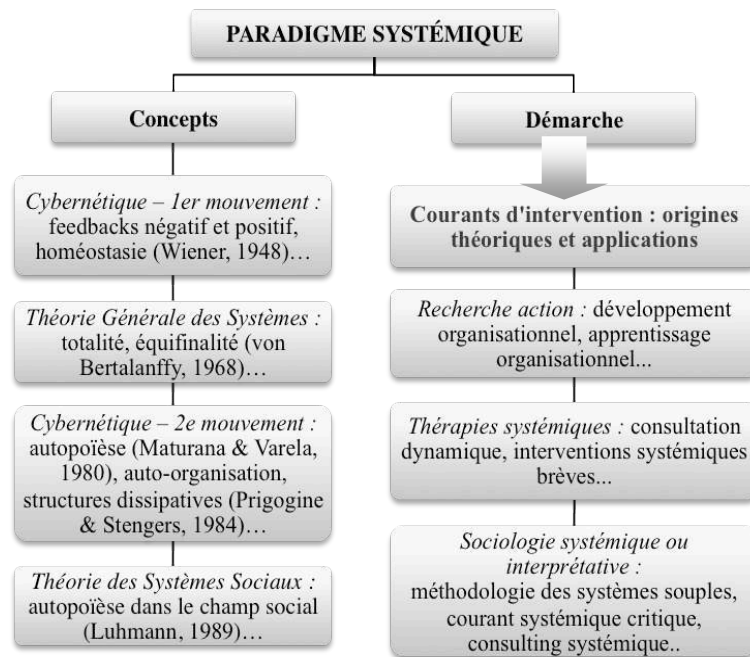 PARADIGME SYSTÉMIQUE
Concepts
Cybernétique – 1er mouvement :
feedbacks négatif et positif,
homéostasie (Wiener, 1948)…
Théorie Générale des Systèmes :
totalité, équifinalité (von
Bertalanffy, 1968)…
Cybernétique – 2e mouvement :
autopoïèse (Maturana & Varela,
1980), auto-organisation,
structures dissipatives (Prigogine
& Stengers, 1984)…
Théorie des Systèmes Sociaux :
autopoïèse dans le champ social
(Luhmann, 1989)…
Démarche
Courants d'intervention : origines
théoriques et applications
Recherche action : développement
organisationnel, apprentissage
organisationnel...
Thérapies systémiques : consultation
dynamique, interventions systémiques
brèves...
Sociologie systémique ou
interprétative :
méthodologie des systèmes souples,
courant systémique critique,
consulting systémique..